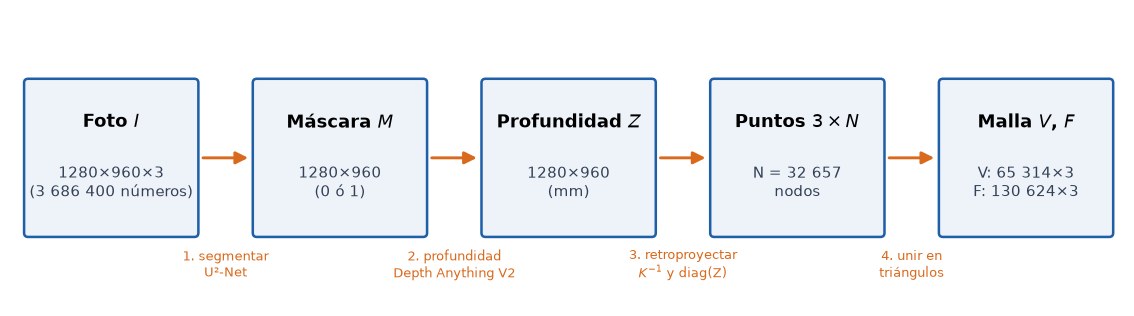 Foto I
1280×960×3
(3 686 400 números)
Máscara M
1280×960
(0 ó 1)
Profundidad Z
1280×960
(mm)
Puntos 3 × N
N = 32 657
nodos
Malla V, F
V: 65 314×3
F: 130 624×3
1. segmentar
U²-Net
2. profundidad
Depth Anything V2
3. retroproyectar
K⁻¹ y diag(Z)
4. unir en
triángulos